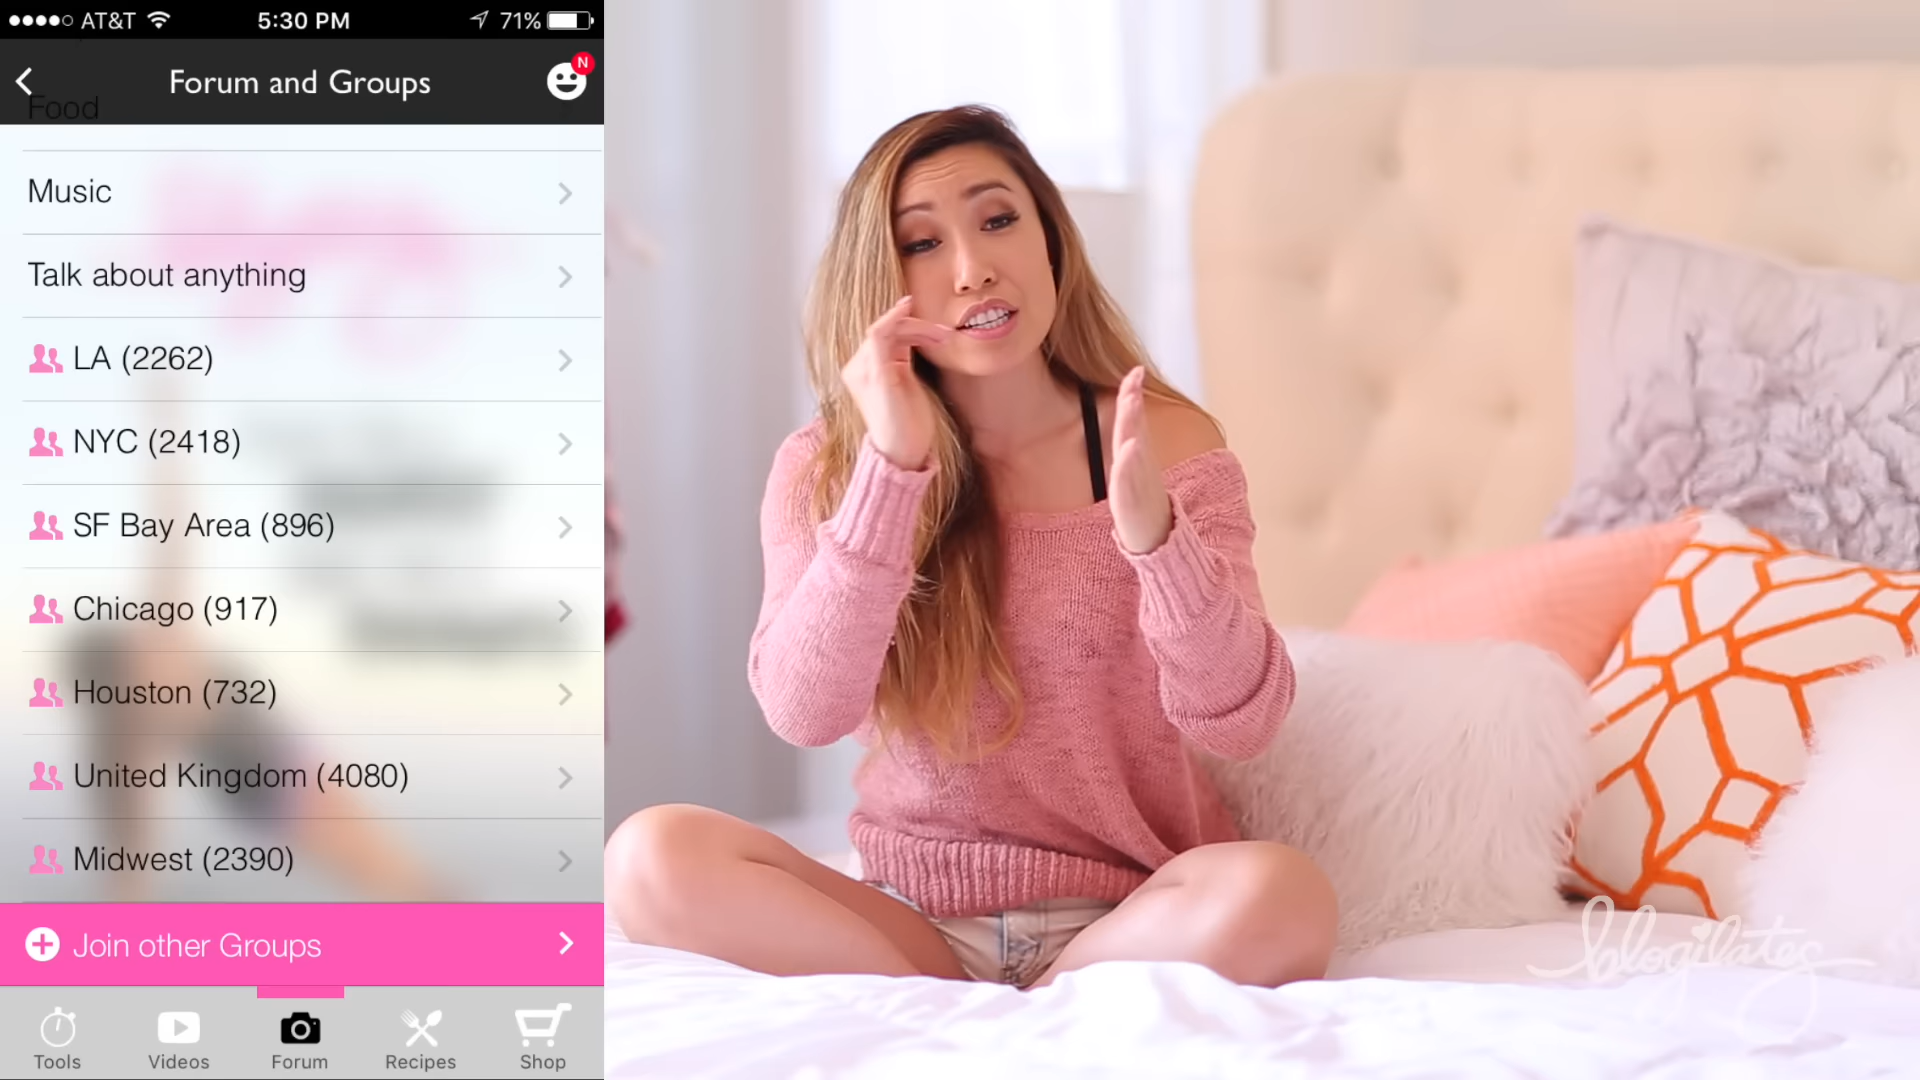 AT&T 5:30 PM 71%
Forum and Groups
N
Food
Music
Talk about anything
LA (2262)
NYC (2418)
SF Bay Area (896)
Chicago (917)
Houston (732)
United Kingdom (4080)
Midwest (2390)
Join other Groups
Tools Videos Forum Recipes Shop
blogilates